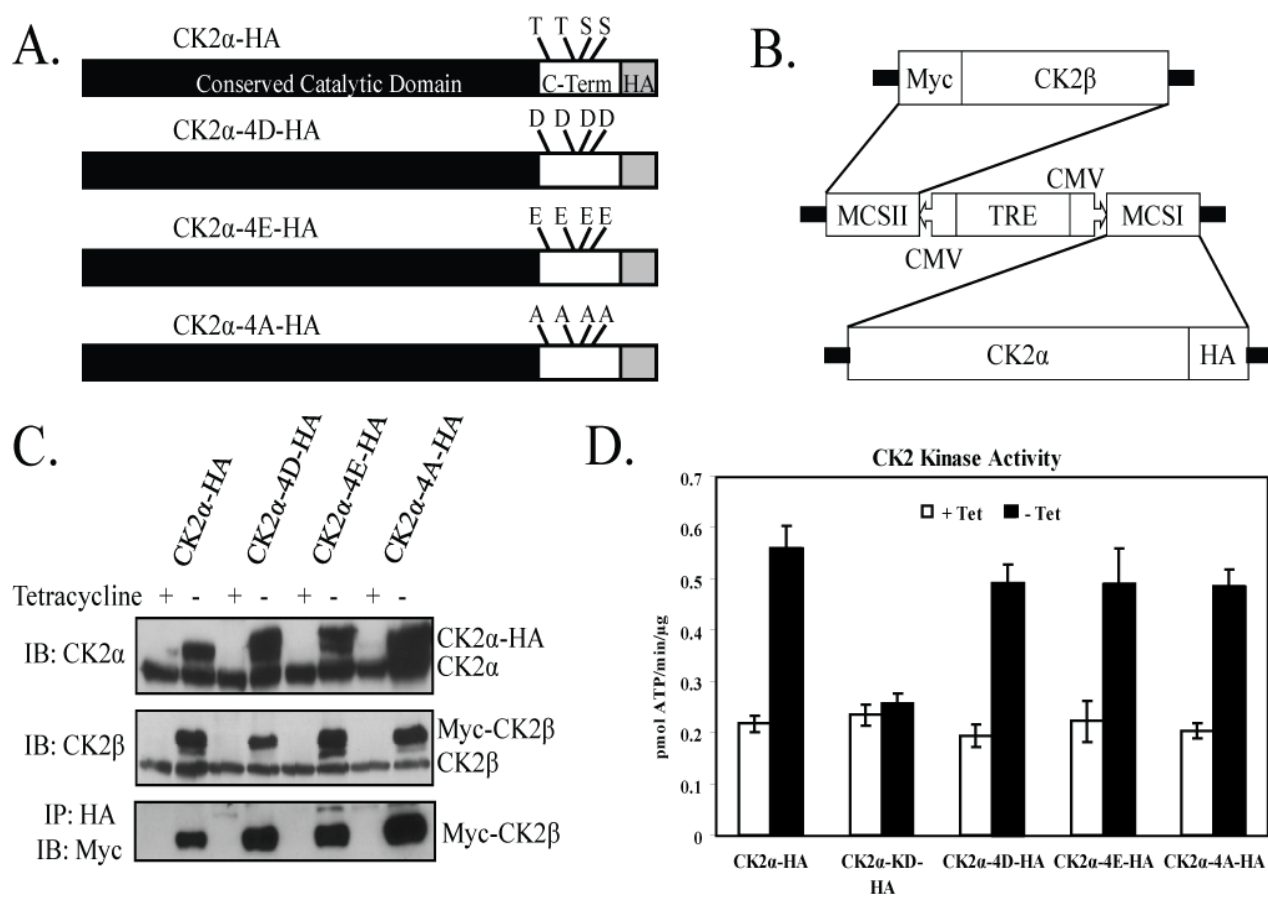 A.
CK2α-HA
T T S S
Conserved Catalytic Domain C-Term HA
CK2α-4D-HA
D D D D
CK2α-4E-HA
E E E E
CK2α-4A-HA
A A A A
B.
Myc CK2β
CMV
MCSII TRE MCSI
CMV
CK2α HA
C.
CK2α-HA
CK2α-4D-HA
CK2α-4E-HA
CK2α-4A-HA
Tetracycline + - + - + - + -
IB: CK2α
CK2α-HA
CK2α
IB: CK2β
Myc-CK2β
CK2β
IP: HA
IB: Myc
Myc-CK2β
D.
CK2 Kinase Activity
+ Tet - Tet
pmol ATP/min/µg
0.7
0.6
0.5
0.4
0.3
0.2
0.1
0
CK2α-HA
CK2α-KD-
HA
CK2α-4D-HA
CK2α-4E-HA
CK2α-4A-HA